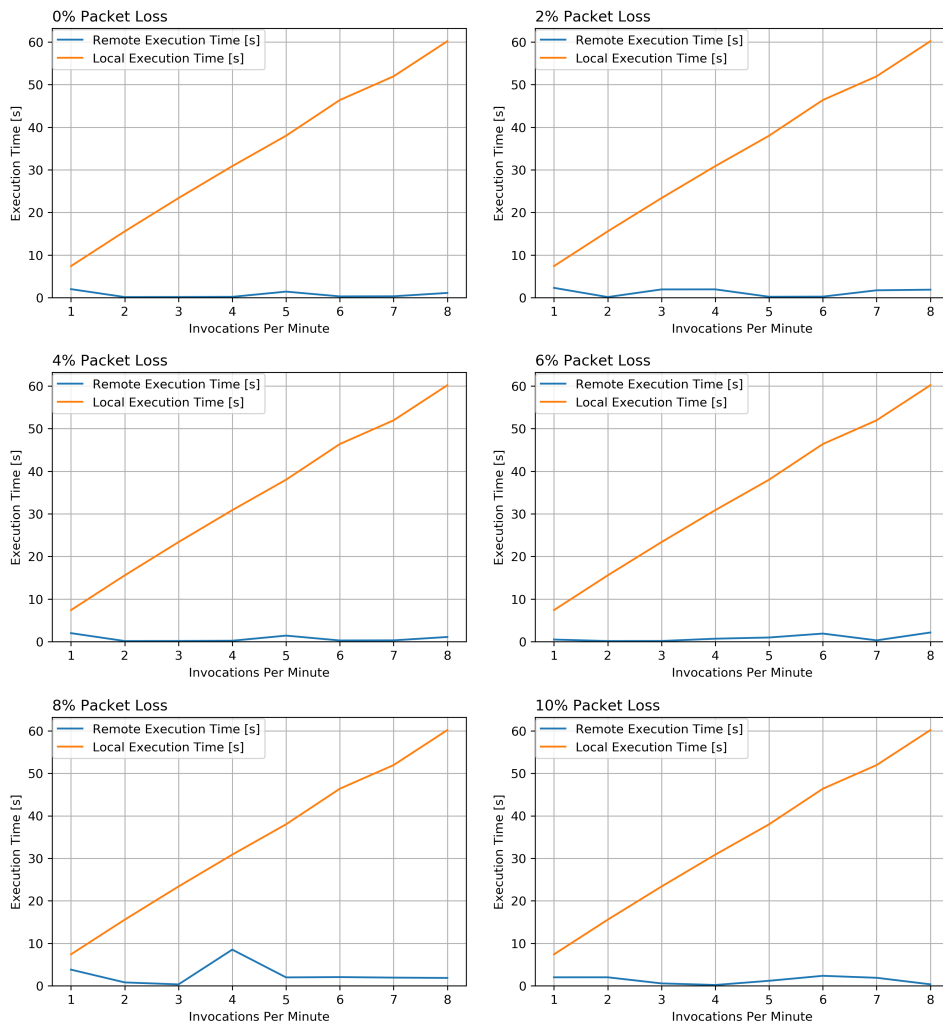 0% Packet Loss
Remote Execution Time [s]
Local Execution Time [s]
Execution Time [s]
60
50
40
30
20
10
0
1 2 3 4 5 6 7 8
Invocations Per Minute
2% Packet Loss
Remote Execution Time [s]
Local Execution Time [s]
Execution Time [s]
60
50
40
30
20
10
0
1 2 3 4 5 6 7 8
Invocations Per Minute
4% Packet Loss
Remote Execution Time [s]
Local Execution Time [s]
Execution Time [s]
60
50
40
30
20
10
0
1 2 3 4 5 6 7 8
Invocations Per Minute
6% Packet Loss
Remote Execution Time [s]
Local Execution Time [s]
Execution Time [s]
60
50
40
30
20
10
0
1 2 3 4 5 6 7 8
Invocations Per Minute
8% Packet Loss
Remote Execution Time [s]
Local Execution Time [s]
Execution Time [s]
60
50
40
30
20
10
0
1 2 3 4 5 6 7 8
Invocations Per Minute
10% Packet Loss
Remote Execution Time [s]
Local Execution Time [s]
Execution Time [s]
60
50
40
30
20
10
0
1 2 3 4 5 6 7 8
Invocations Per Minute